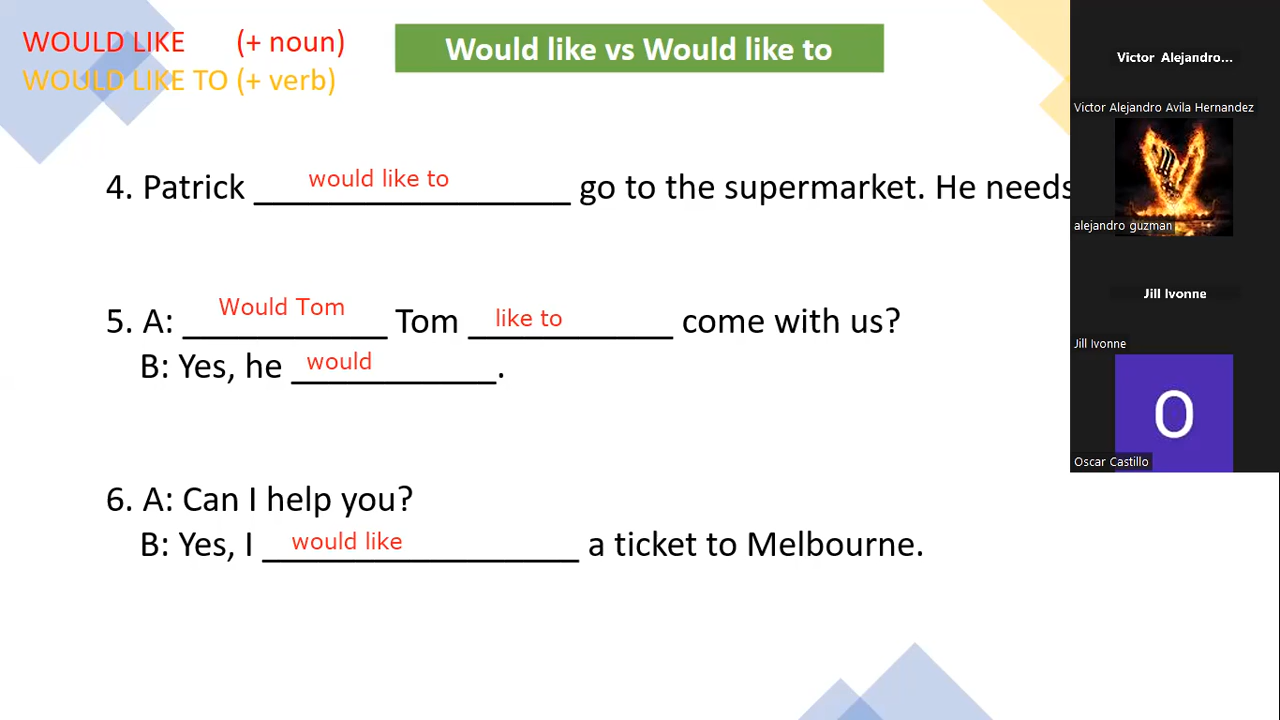 WOULD LIKE (+ noun)
WOULD LIKE TO (+ verb)
Would like vs Would like to
4. Patrick would like to go to the supermarket. He needs
5. A: Would Tom Tom like to come with us?
B: Yes, he would.
6. A: Can I help you?
B: Yes, I would like a ticket to Melbourne.
Victor Alejandro...
Victor Alejandro Avila Hernandez
alejandro guzman
Jill Ivonne
Jill Ivonne
O
Oscar Castillo